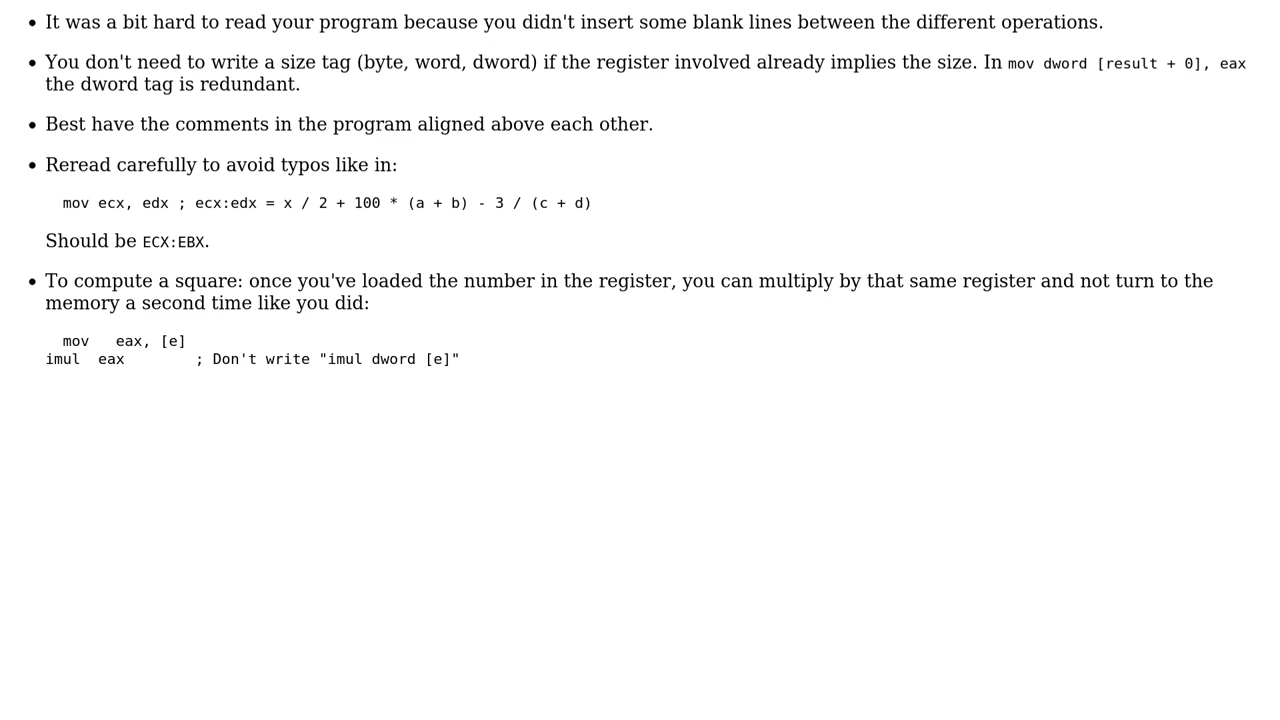 • It was a bit hard to read your program because you didn't insert some blank lines between the different operations.
• You don't need to write a size tag (byte, word, dword) if the register involved already implies the size. In mov dword [result + 0], eax
the dword tag is redundant.
• Best have the comments in the program aligned above each other.
• Reread carefully to avoid typos like in:
  mov ecx, edx ; ecx:edx = x / 2 + 100 * (a + b) - 3 / (c + d)
Should be ECX:EBX.
• To compute a square: once you've loaded the number in the register, you can multiply by that same register and not turn to the
memory a second time like you did:
  mov   eax, [e]
imul  eax        ; Don't write "imul dword [e]"